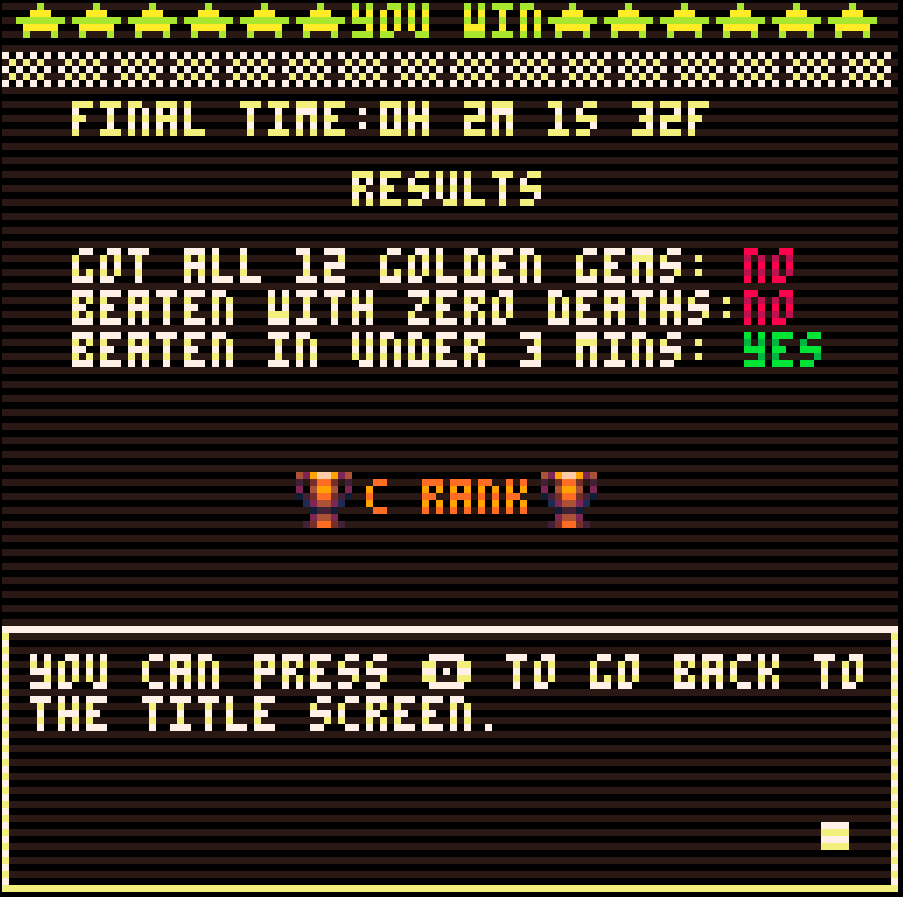 ★★★★★★YOU WIN★★★★★★
FINAL TIME:0H 2M 1S 32F
RESULTS
GOT ALL 12 GOLDEN GEMS: NO
BEATEN WITH ZERO DEATHS:NO
BEATEN IN UNDER 3 MINS: YES
C RANK
YOU CAN PRESS 🅾️ TO GO BACK TO
THE TITLE SCREEN.